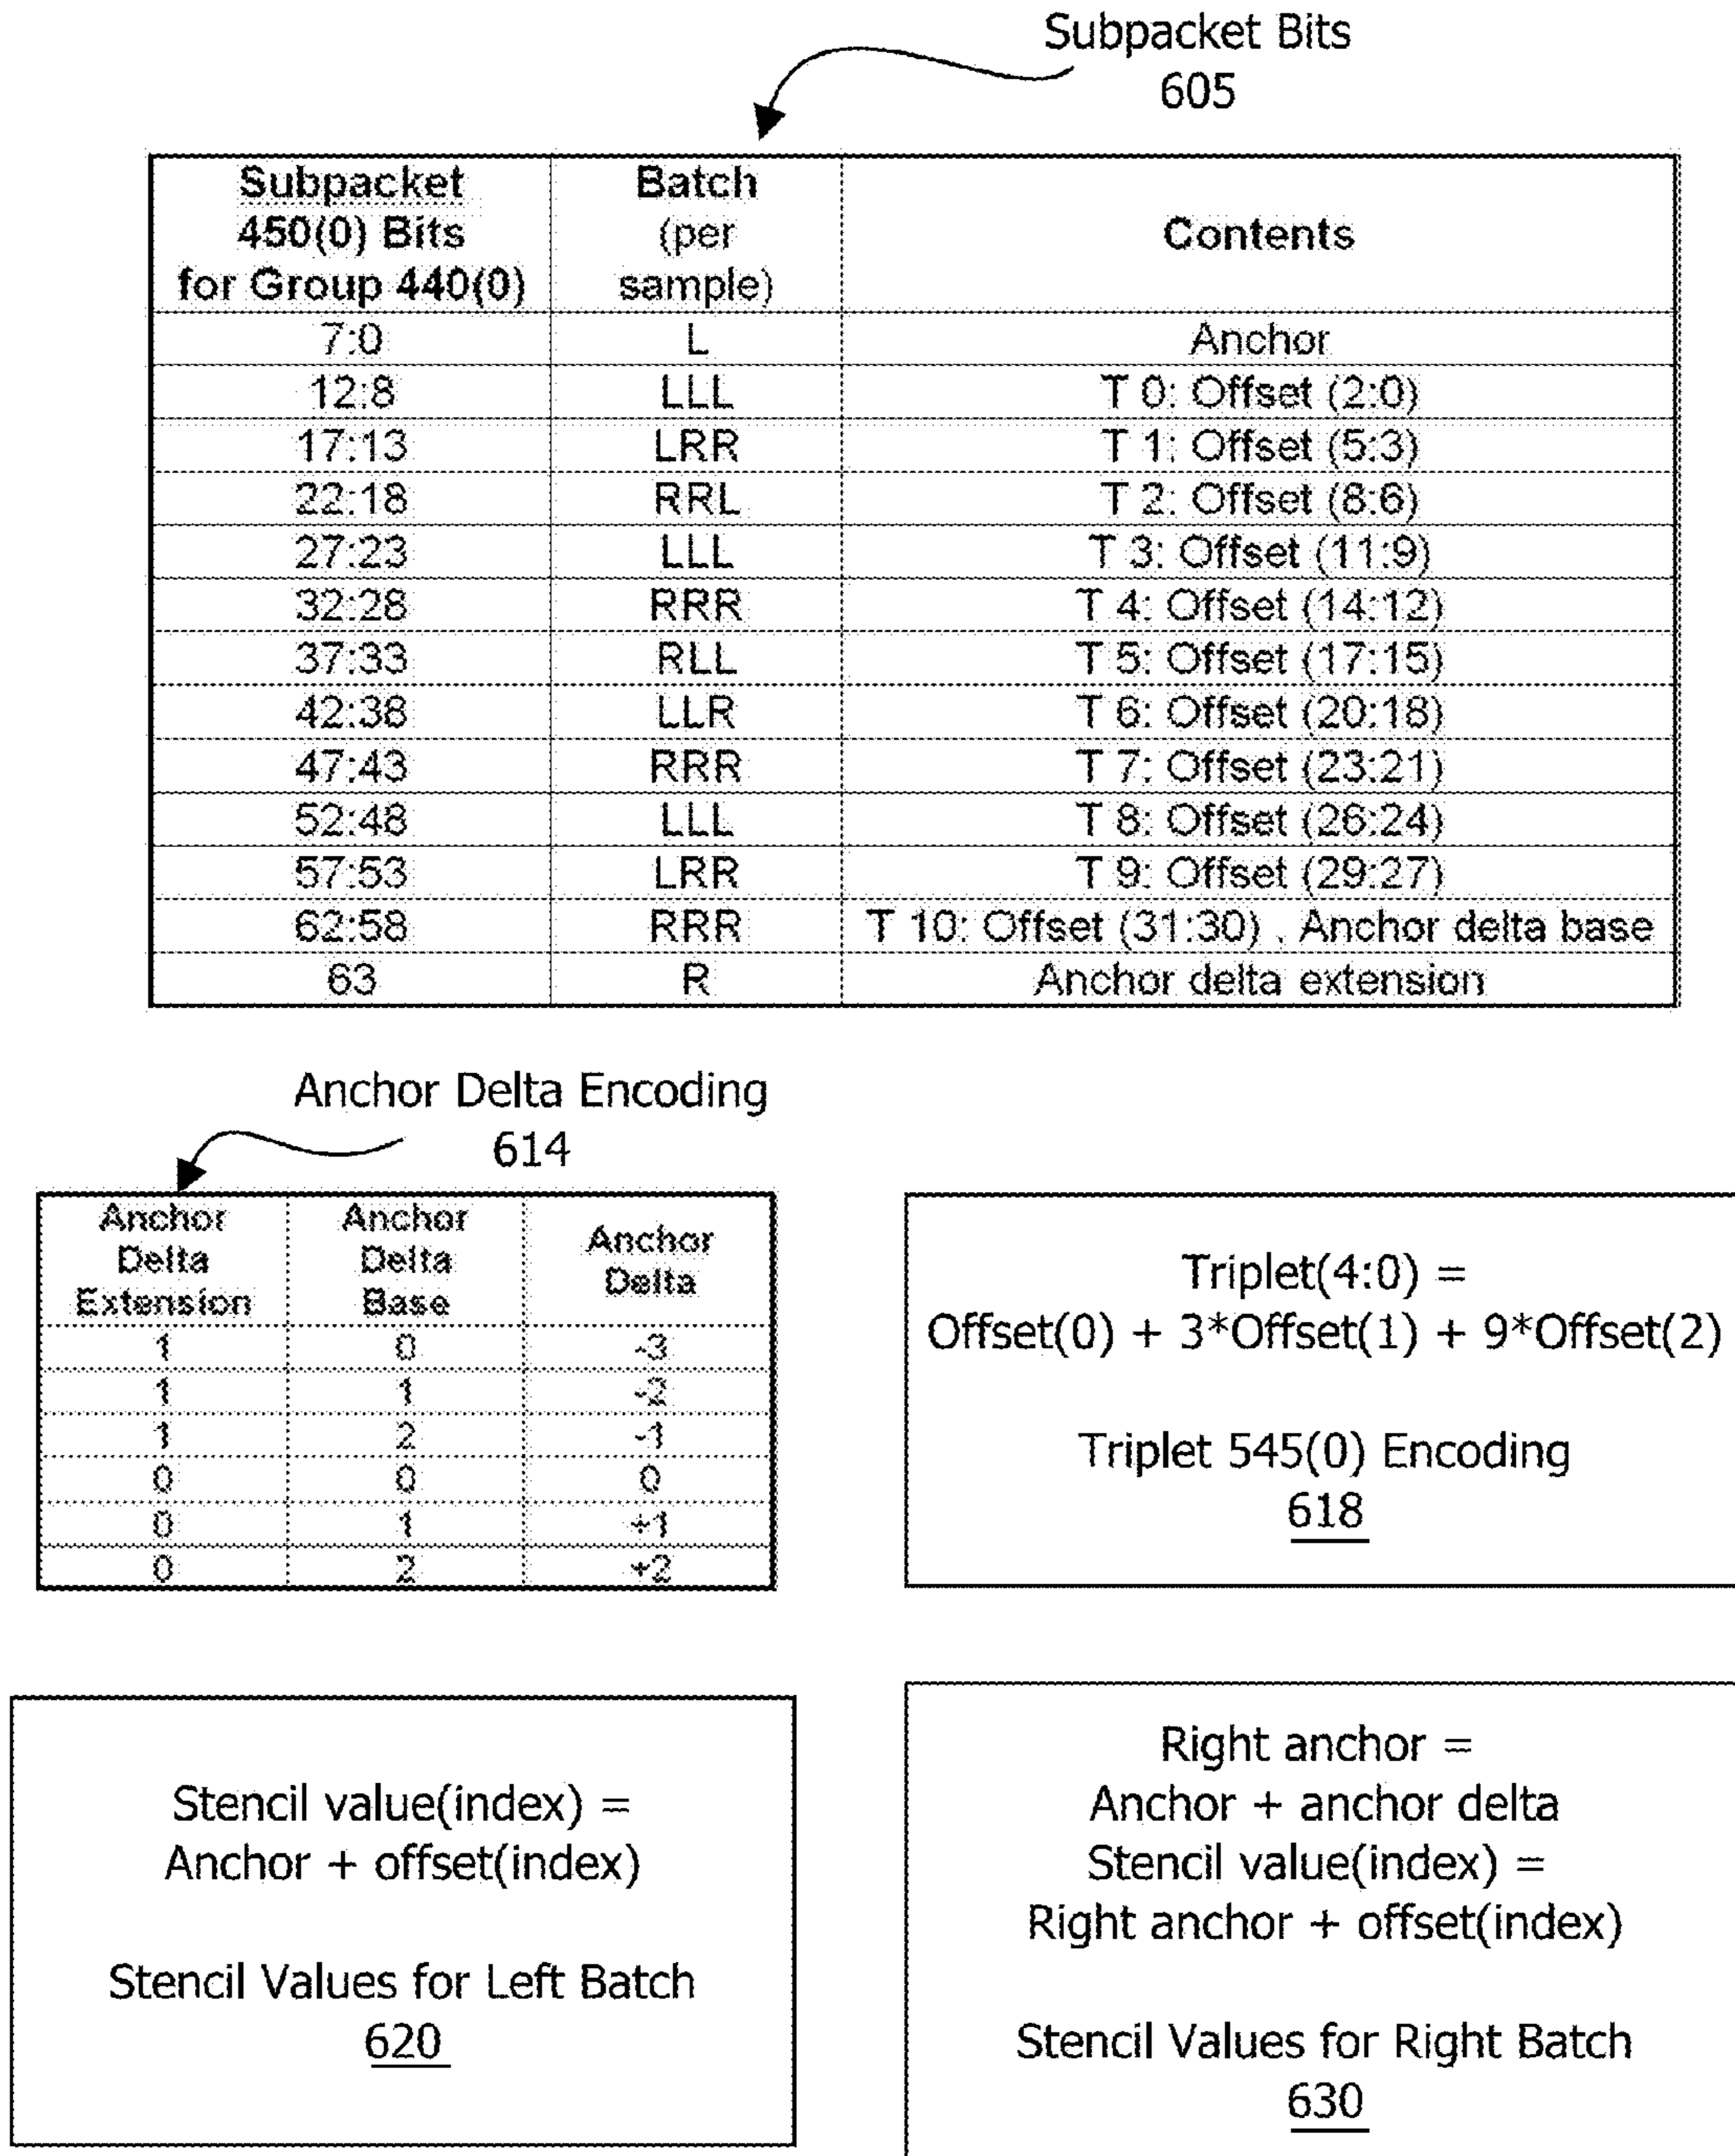 Subpacket Bits
605
Subpacket
450(0) Bits
for Group 440(0)
Batch
(per
sample)
Contents
7:0 L Anchor
12:8 LLL T 0: Offset (2:0)
17:13 LRR T 1: Offset (5:3)
22:18 RRL T 2: Offset (8:6)
27:23 LLL T 3: Offset (11:9)
32:28 RRR T 4: Offset (14:12)
37:33 RLL T 5: Offset (17:15)
42:38 LLR T 6: Offset (20:18)
47:43 RRR T 7: Offset (23:21)
52:48 LLL T 8: Offset (26:24)
57:53 LRR T 9: Offset (29:27)
62:58 RRR T 10: Offset (31:30) , Anchor delta base
63 R Anchor delta extension
Anchor Delta Encoding
614
Anchor
Delta
Extension
Anchor
Delta
Base
Anchor
Delta
1 0 -3
1 1 -2
1 2 -1
0 0 0
0 1 +1
0 2 +2
Triplet(4:0) =
Offset(0) + 3*Offset(1) + 9*Offset(2)
Triplet 545(0) Encoding
618
Stencil value(index) =
Anchor + offset(index)
Stencil Values for Left Batch
620
Right anchor =
Anchor + anchor delta
Stencil value(index) =
Right anchor + offset(index)
Stencil Values for Right Batch
630